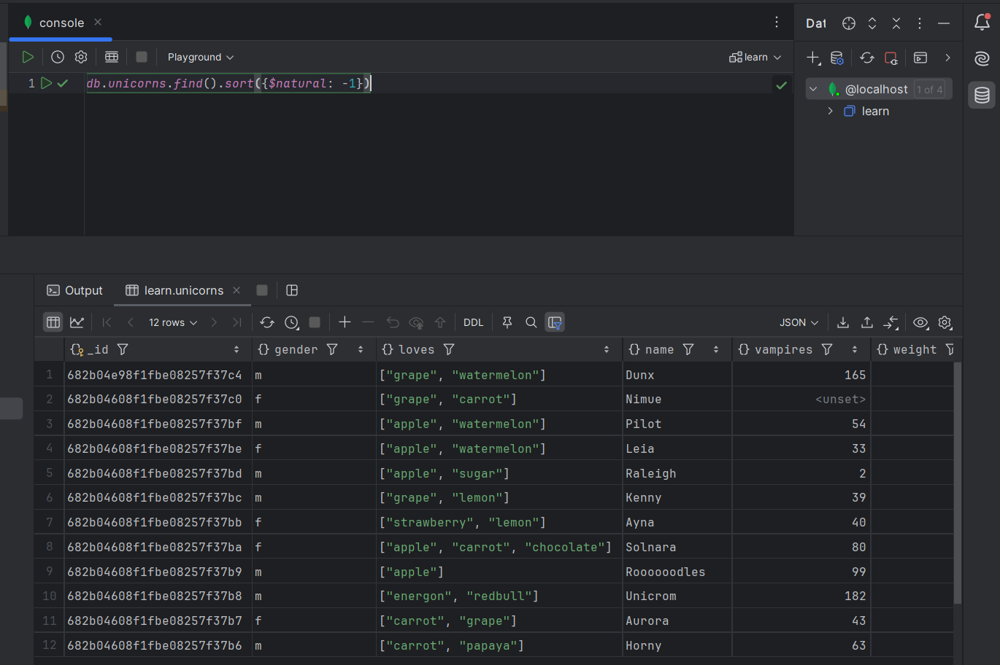 console
Playground
learn
1 db.unicorns.find().sort({$natural: -1})
Dat
@localhost 1 of 4
learn
Output learn.unicorns
12 rows DDL JSON
_id gender loves name vampires weight
1 682b04e98f1fbe08257f37c4 m ["grape", "watermelon"] Dunx 165
2 682b04608f1fbe08257f37c0 f ["grape", "carrot"] Nimue <unset>
3 682b04608f1fbe08257f37bf m ["apple", "watermelon"] Pilot 54
4 682b04608f1fbe08257f37be f ["apple", "watermelon"] Leia 33
5 682b04608f1fbe08257f37bd m ["apple", "sugar"] Raleigh 2
6 682b04608f1fbe08257f37bc m ["grape", "lemon"] Kenny 39
7 682b04608f1fbe08257f37bb f ["strawberry", "lemon"] Ayna 40
8 682b04608f1fbe08257f37ba f ["apple", "carrot", "chocolate"] Solnara 80
9 682b04608f1fbe08257f37b9 m ["apple"] Roooooodles 99
10 682b04608f1fbe08257f37b8 m ["energon", "redbull"] Unicrom 182
11 682b04608f1fbe08257f37b7 f ["carrot", "grape"] Aurora 43
12 682b04608f1fbe08257f37b6 m ["carrot", "papaya"] Horny 63